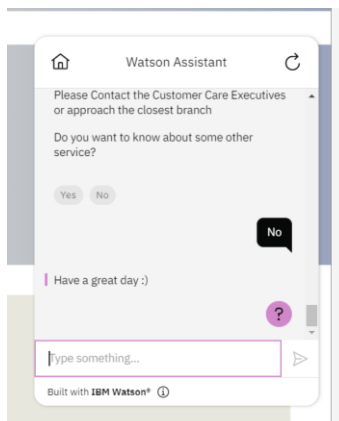 Watson Assistant
Please Contact the Customer Care Executives
or approach the closest branch
Do you want to know about some other
service?
Yes No
No
Have a great day :)
?
Type something...
Built with IBM Watson®